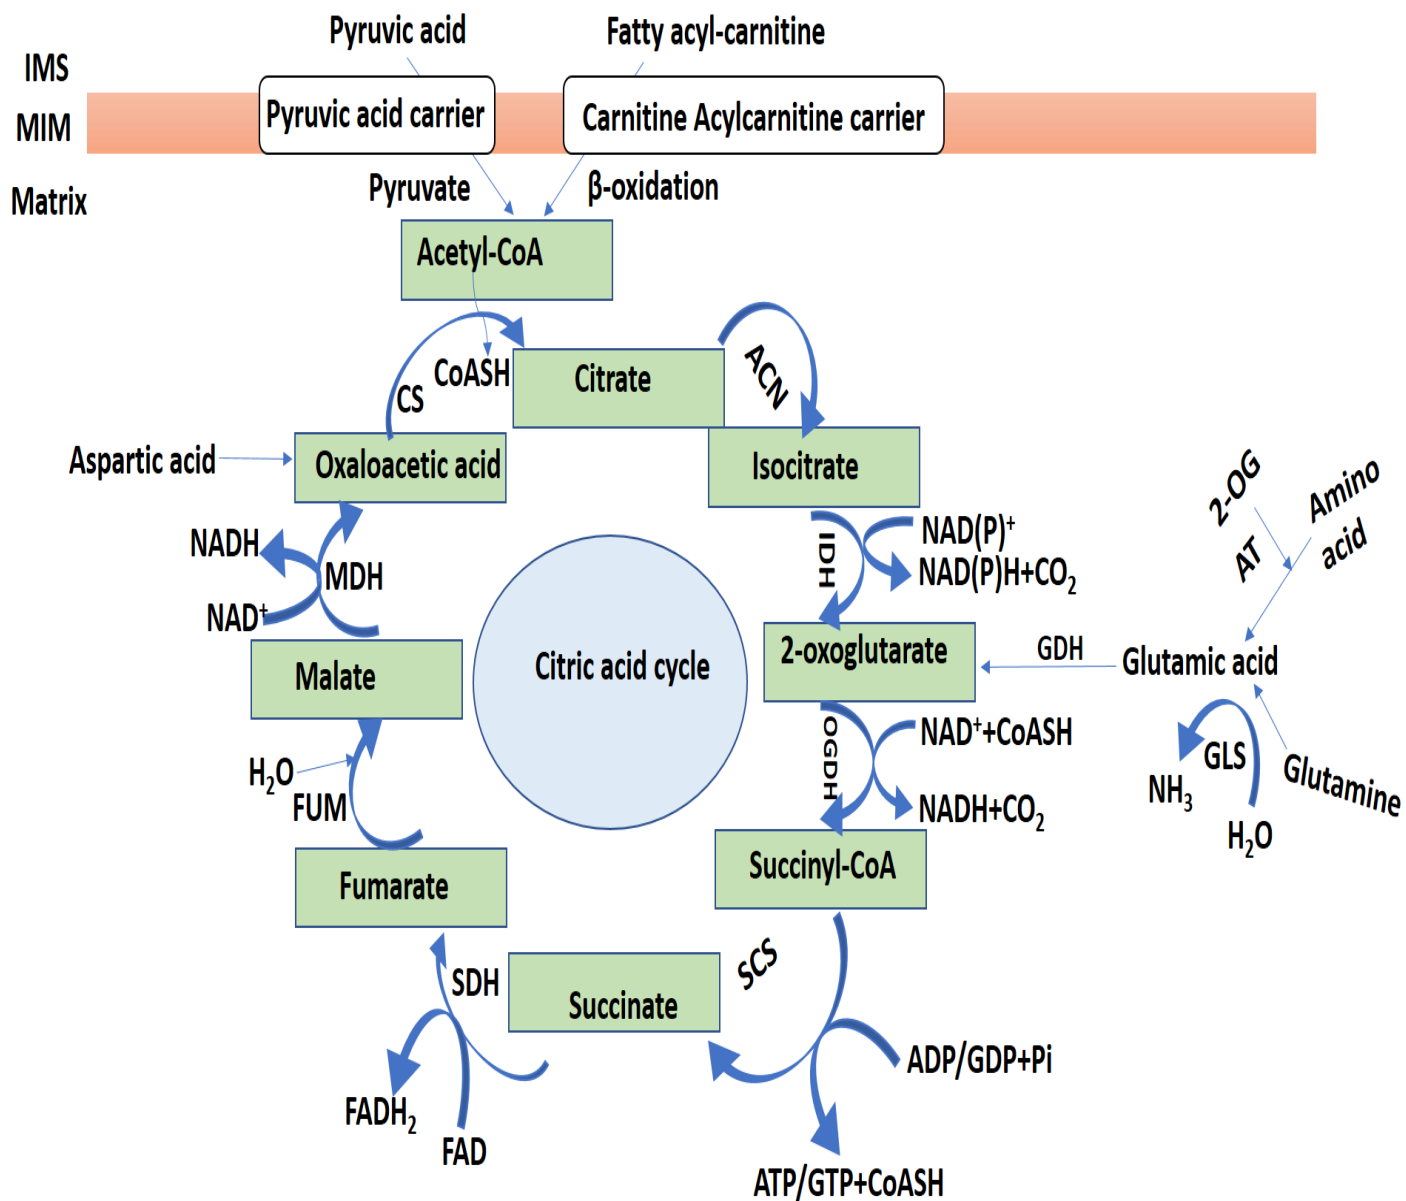 Pyruvic acid
Fatty acyl-carnitine
IMS
MIM
Pyruvic acid carrier
Carnitine Acylcarnitine carrier
Matrix
Pyruvate
β-oxidation
Acetyl-CoA
CoASH
CS
Citrate
ACN
Aspartic acid
Oxaloacetic acid
Isocitrate
2-OG
AT
Amino
acid
NADH
NAD⁺
MDH
IDH
NAD(P)⁺
NAD(P)H+CO₂
Malate
Citric acid cycle
2-oxoglutarate
GDH
Glutamic acid
H₂O
FUM
OGDH
NAD⁺+CoASH
NADH+CO₂
NH₃
GLS
H₂O
Glutamine
Fumarate
Succinyl-CoA
SDH
Succinate
SCS
FADH₂
FAD
ADP/GDP+Pi
ATP/GTP+CoASH